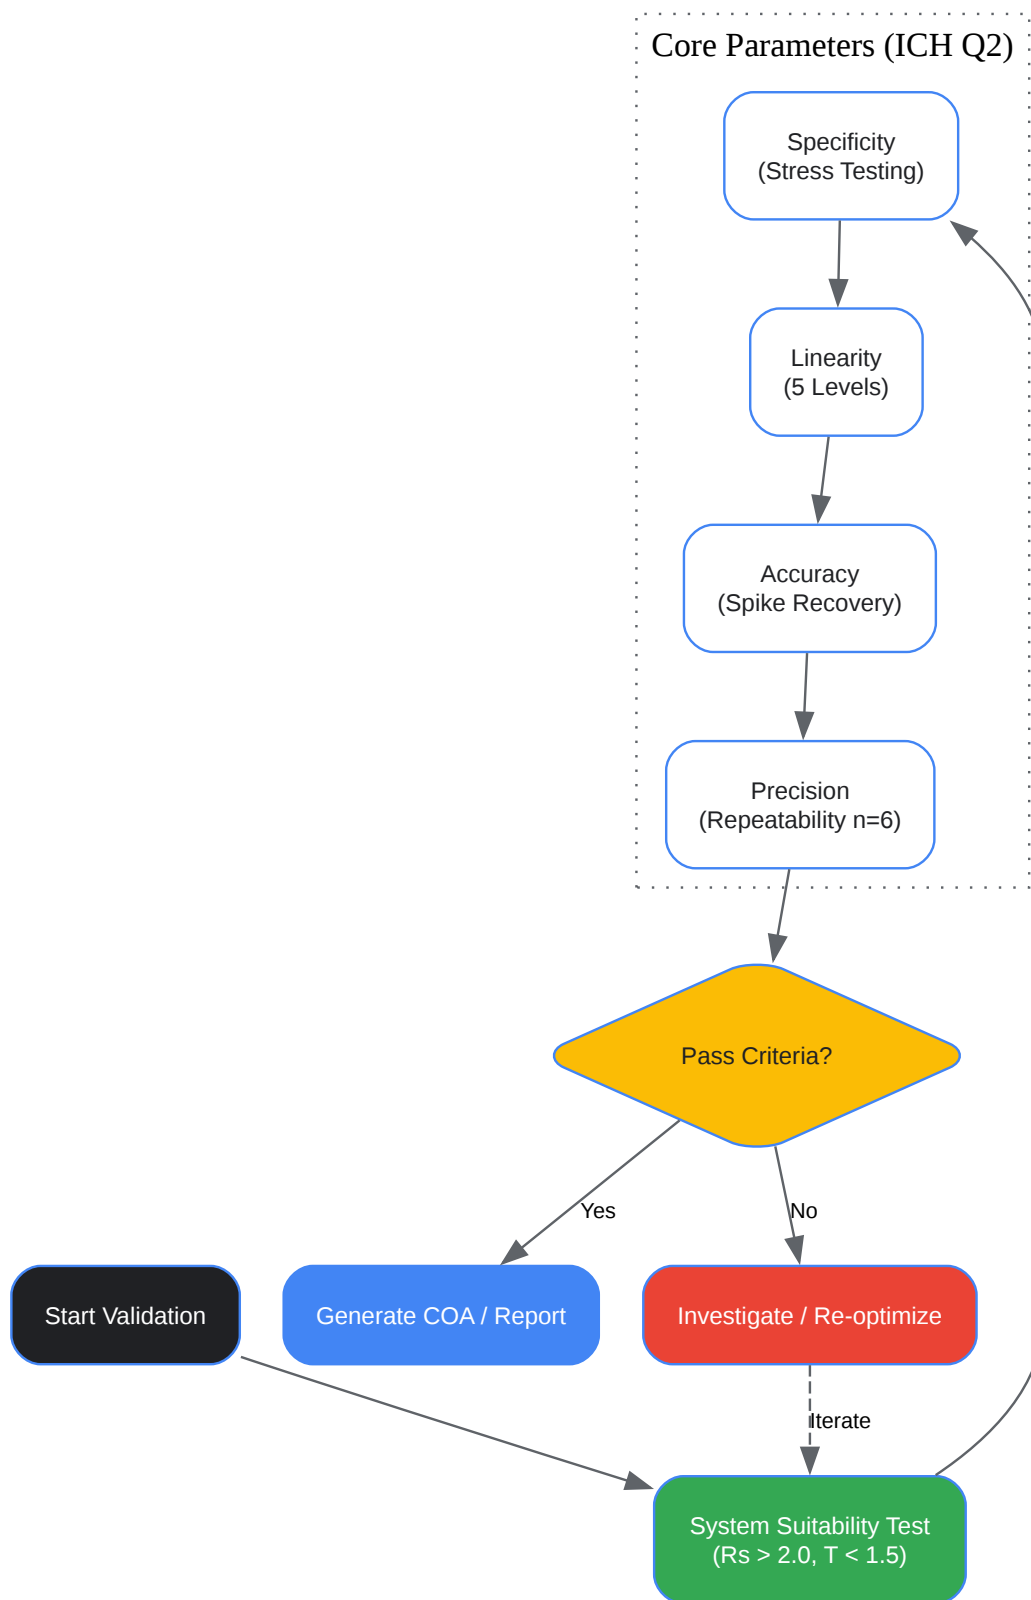 Core Parameters (ICH Q2)
Specificity
(Stress Testing)
Linearity
(5 Levels)
Accuracy
(Spike Recovery)
Precision
(Repeatability n=6)
Pass Criteria?
Yes
No
Start Validation
Generate COA / Report
Investigate / Re-optimize
Iterate
System Suitability Test
(Rs > 2.0, T < 1.5)